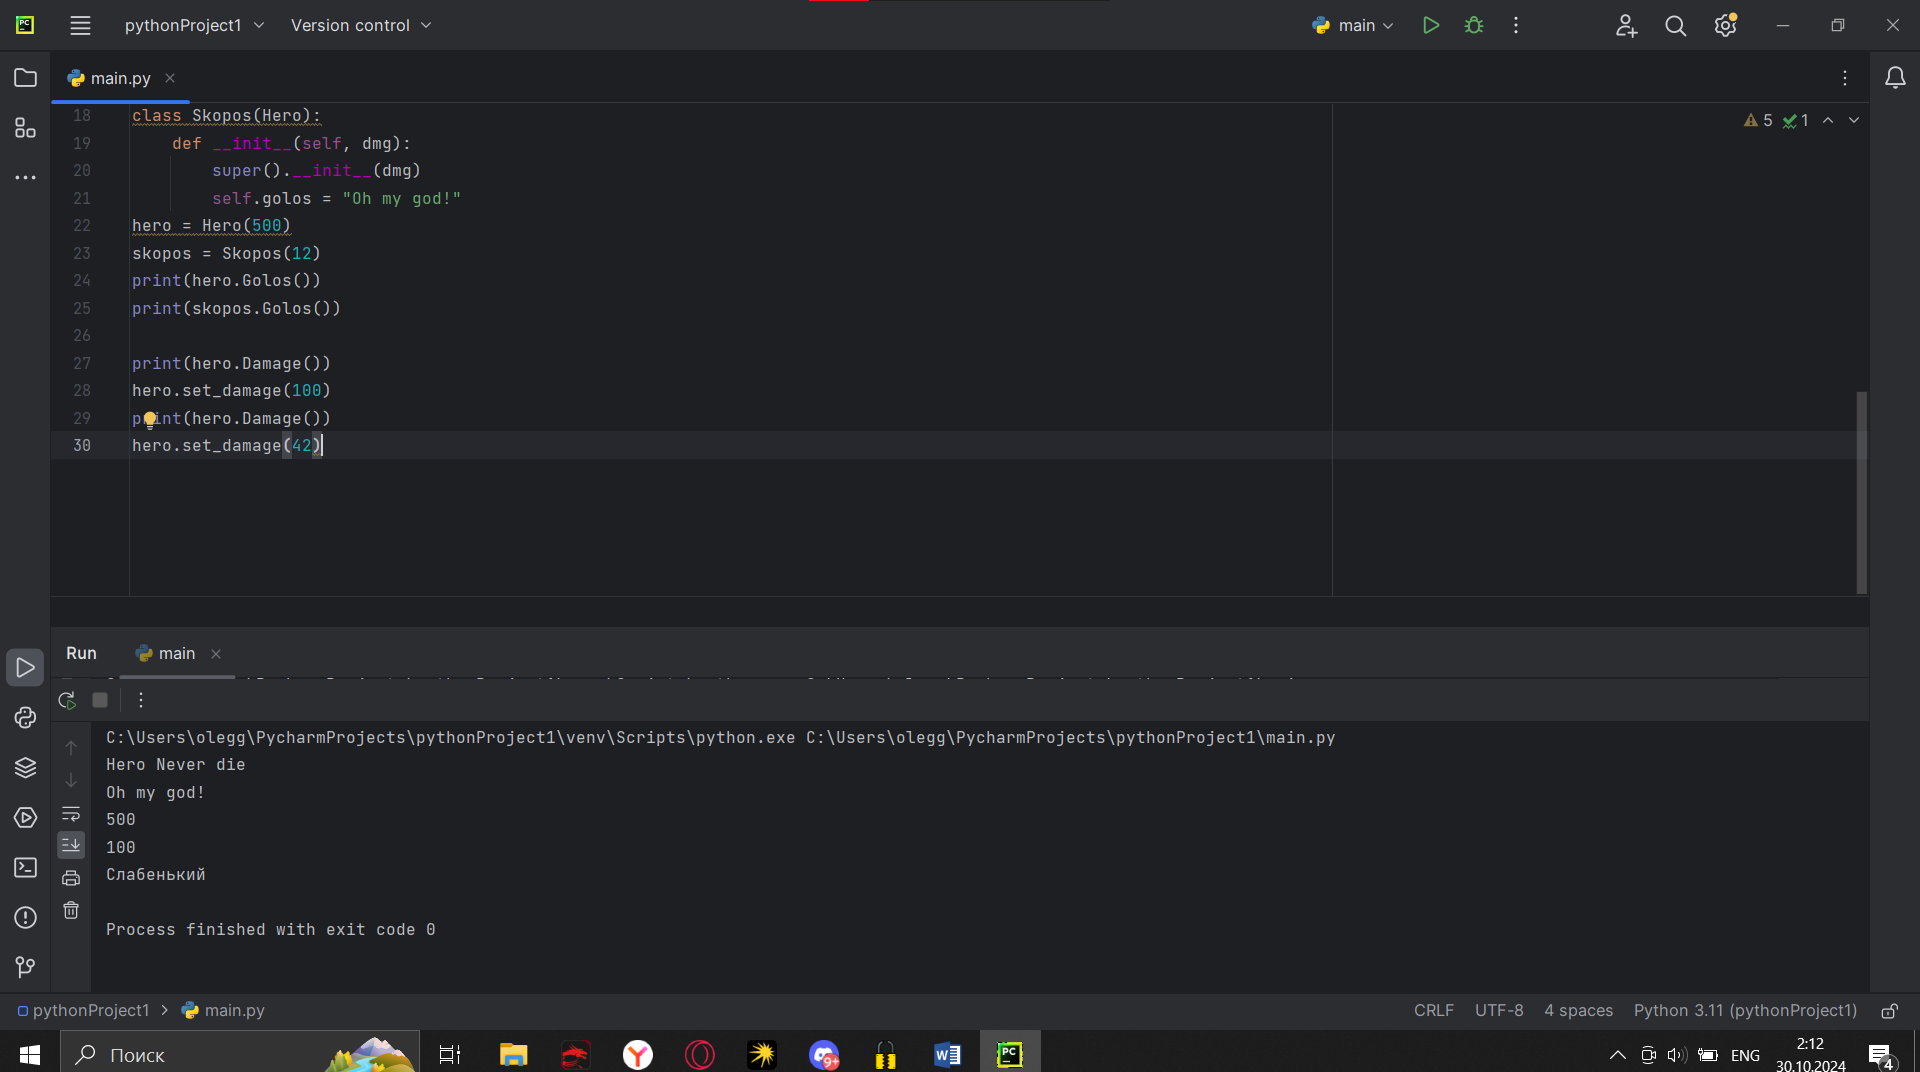 pythonProject1 Version control main
main.py
18 class Skopos(Hero):
19 def __init__(self, dmg):
20 super().__init__(dmg)
21 self.golos = "Oh my god!"
22 hero = Hero(500)
23 skopos = Skopos(12)
24 print(hero.Golos())
25 print(skopos.Golos())
26
27 print(hero.Damage())
28 hero.set_damage(100)
29 print(hero.Damage())
30 hero.set_damage(42)
5 1
Run main
C:\Users\olegg\PycharmProjects\pythonProject1\venv\Scripts\python.exe C:\Users\olegg\PycharmProjects\pythonProject1\main.py
Hero Never die
Oh my god!
500
100
Слабенький
Process finished with exit code 0
pythonProject1 main.py CRLF UTF-8 4 spaces Python 3.11 (pythonProject1)
Поиск 9+ ENG 2:12
30.10.2024 4